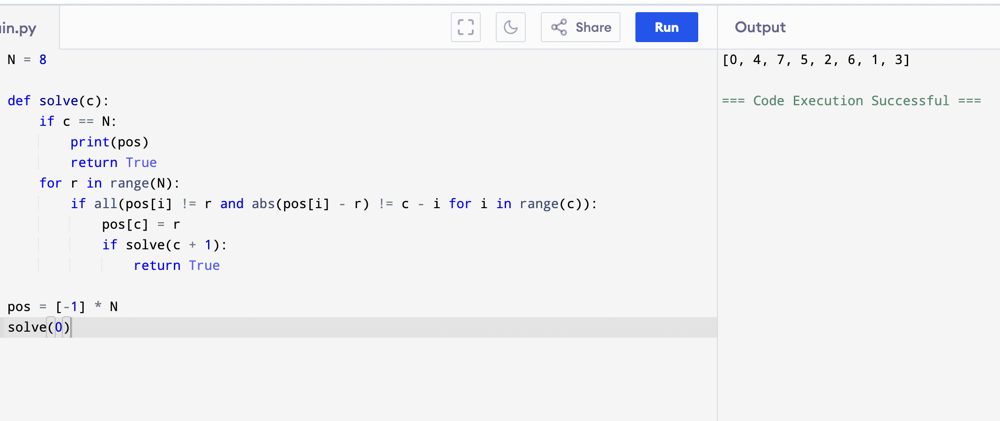 in.py
Share
Run
Output
N = 8
def solve(c):
    if c == N:
        print(pos)
        return True
    for r in range(N):
        if all(pos[i] != r and abs(pos[i] - r) != c - i for i in range(c)):
            pos[c] = r
            if solve(c + 1):
                return True
pos = [-1] * N
solve(0)
[0, 4, 7, 5, 2, 6, 1, 3]
=== Code Execution Successful ===